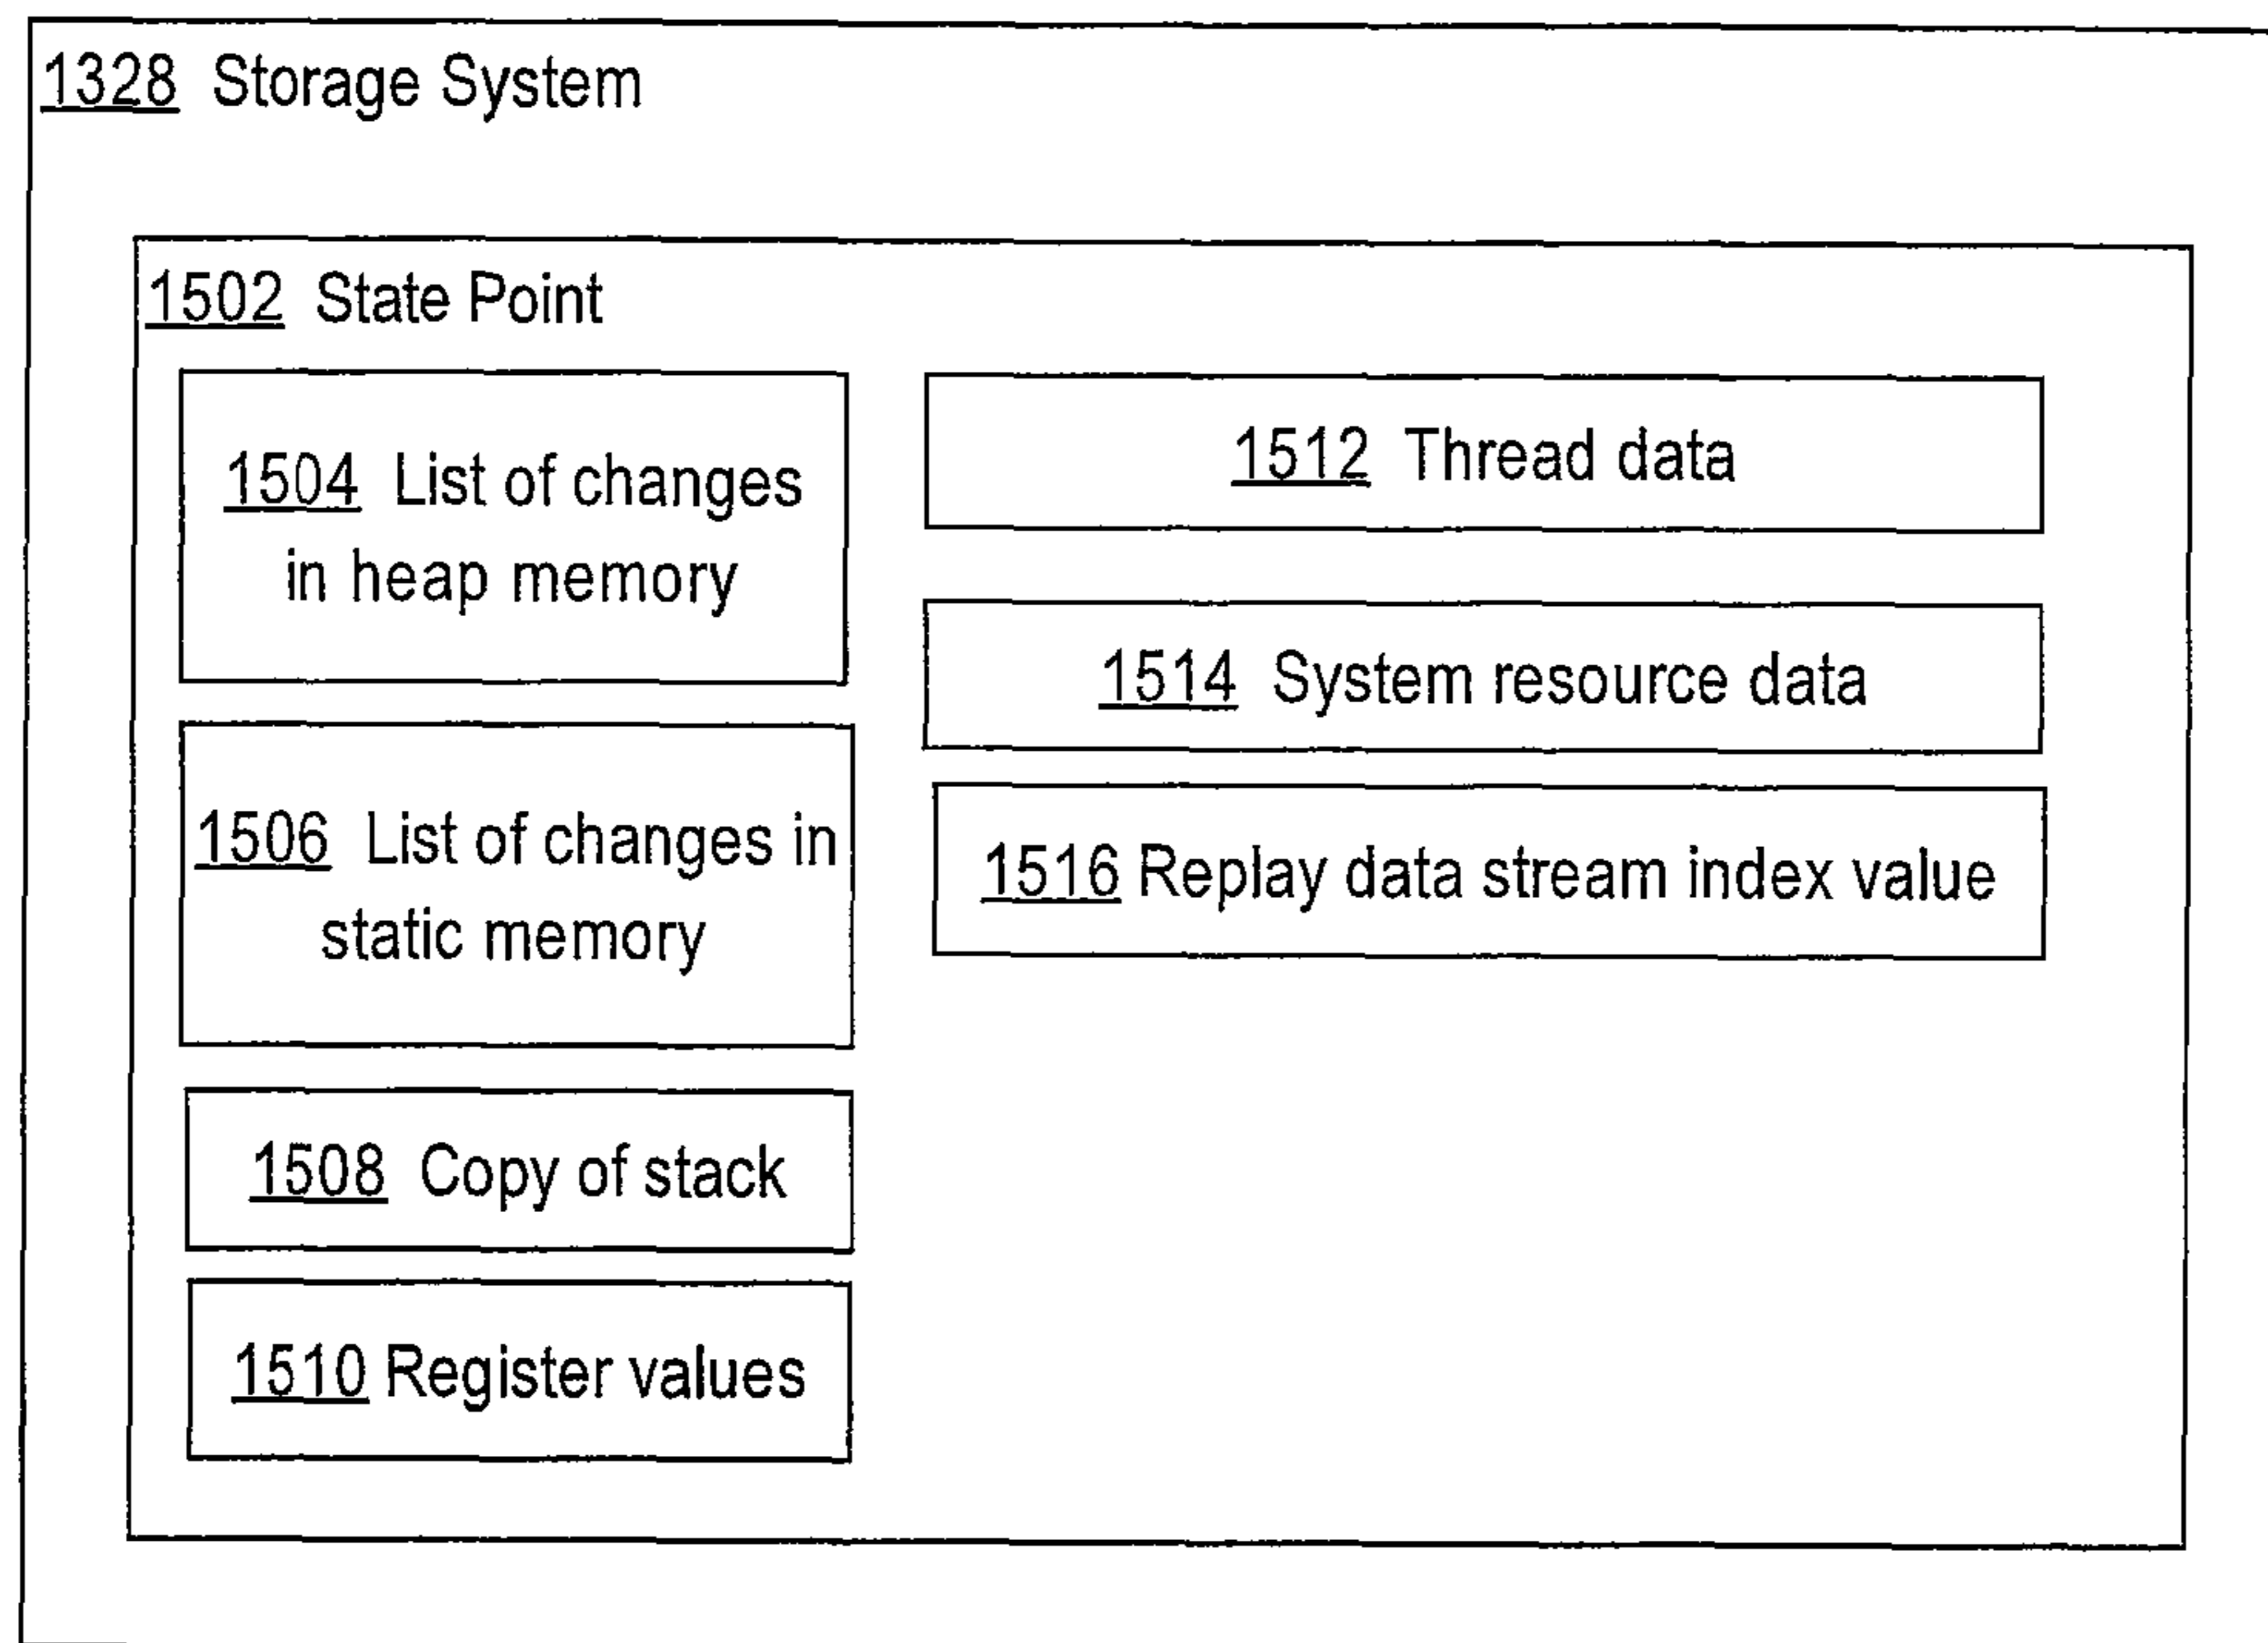 1328 Storage System
1502 State Point
1504 List of changes
in heap memory
1506 List of changes in
static memory
1508 Copy of stack
1510 Register values
1512 Thread data
1514 System resource data
1516 Replay data stream index value